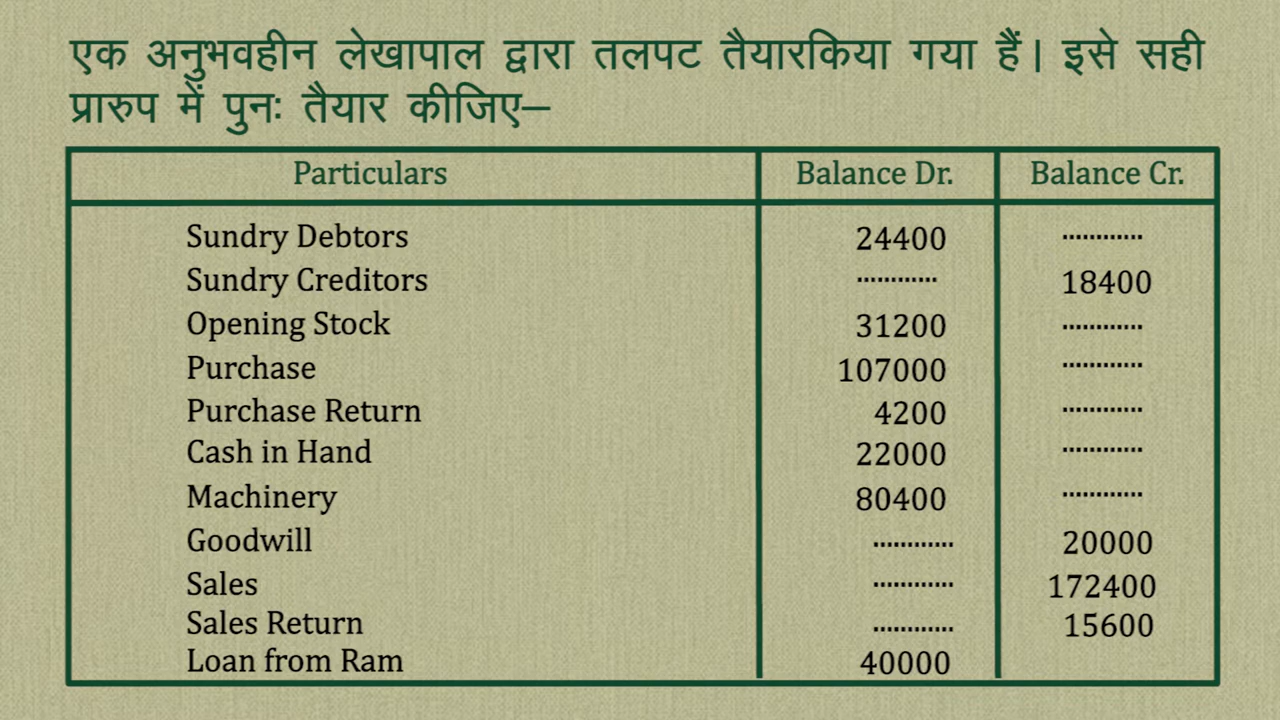 एक अनुभवहीन लेखापाल द्वारा तलपट तैयारकिया गया हैं। इसे सही
प्रारुप में पुनः तैयार कीजिए–
Particulars Balance Dr. Balance Cr.
Sundry Debtors 24400 ............
Sundry Creditors ............ 18400
Opening Stock 31200 ............
Purchase 107000 ............
Purchase Return 4200 ............
Cash in Hand 22000 ............
Machinery 80400 ............
Goodwill ............ 20000
Sales ............ 172400
Sales Return ............ 15600
Loan from Ram 40000